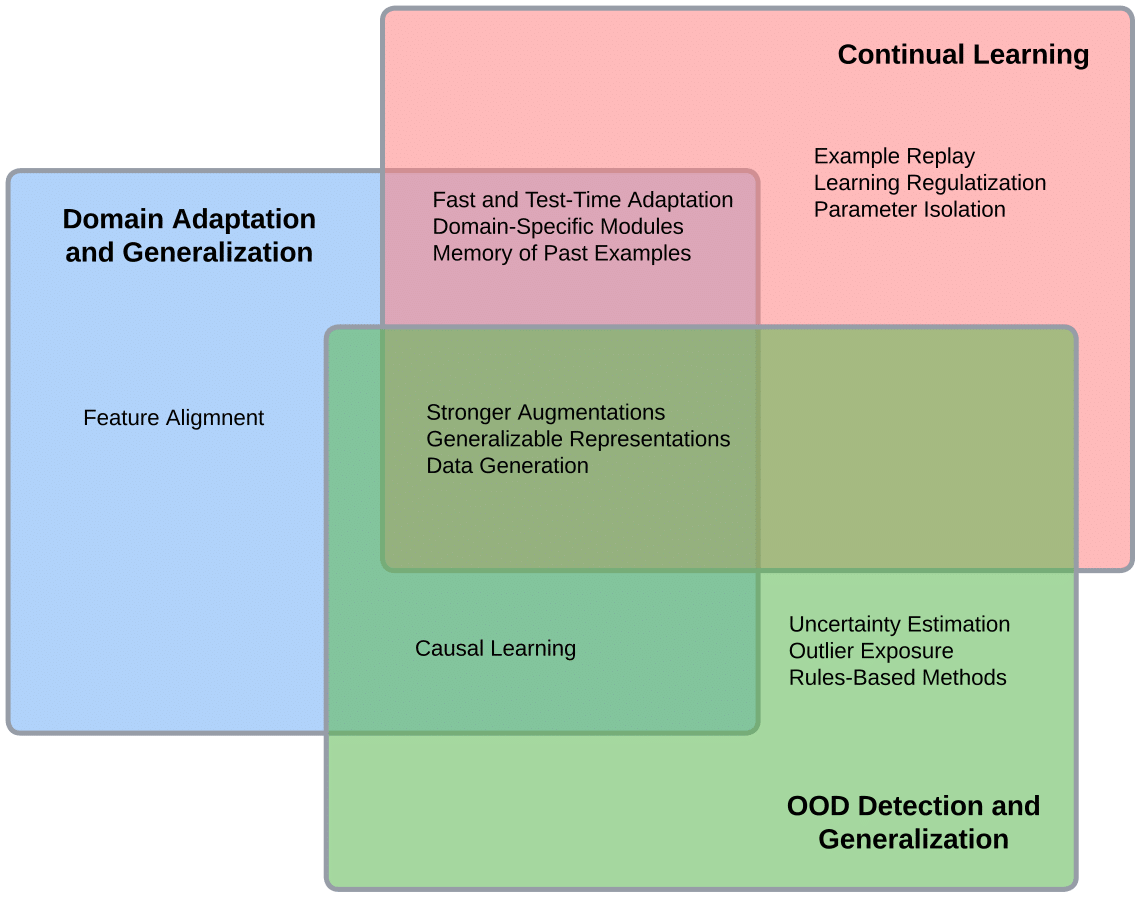 Continual Learning
Example Replay
Learning Regulatization
Parameter Isolation
Domain Adaptation
and Generalization
Fast and Test-Time Adaptation
Domain-Specific Modules
Memory of Past Examples
Feature Aligmnent
Stronger Augmentations
Generalizable Representations
Data Generation
Causal Learning
Uncertainty Estimation
Outlier Exposure
Rules-Based Methods
OOD Detection and
Generalization